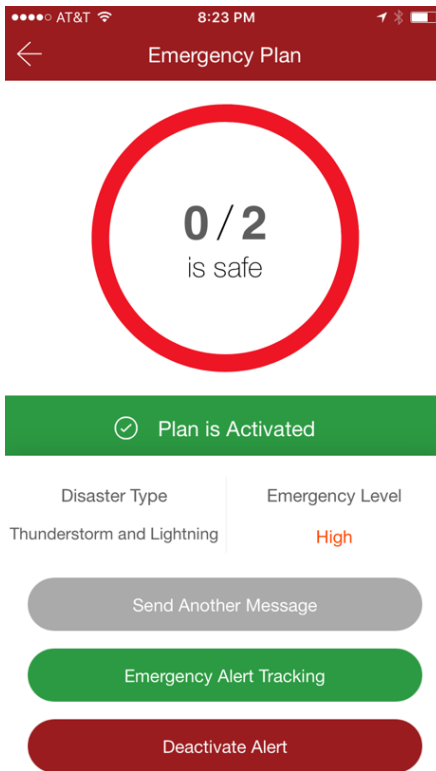 AT&T 8:23 PM
Emergency Plan
0 / 2
is safe
Plan is Activated
Disaster Type Emergency Level
Thunderstorm and Lightning High
Send Another Message
Emergency Alert Tracking
Deactivate Alert